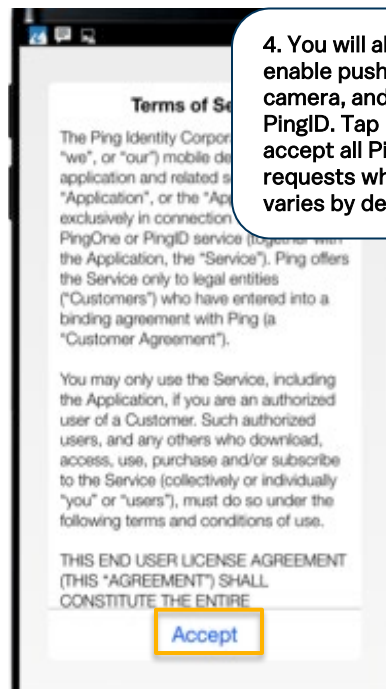 4. You will al
enable push
camera, and
PingID. Tap
accept all Pi
requests wh
varies by de
Terms of Se
The Ping Identity Corpor
"we", or "our") mobile de
application and related s
"Application", or the "App
exclusively in connection
PingOne or PingID service (together with
the Application, the "Service"). Ping offers
the Service only to legal entities
("Customers") who have entered into a
binding agreement with Ping (a
"Customer Agreement").
You may only use the Service, including
the Application, if you are an authorized
user of a Customer. Such authorized
users, and any others who download,
access, use, purchase and/or subscribe
to the Service (collectively or individually
"you" or "users"), must do so under the
following terms and conditions of use.
THIS END USER LICENSE AGREEMENT
(THIS "AGREEMENT") SHALL
CONSTITUTE THE ENTIRE
Accept